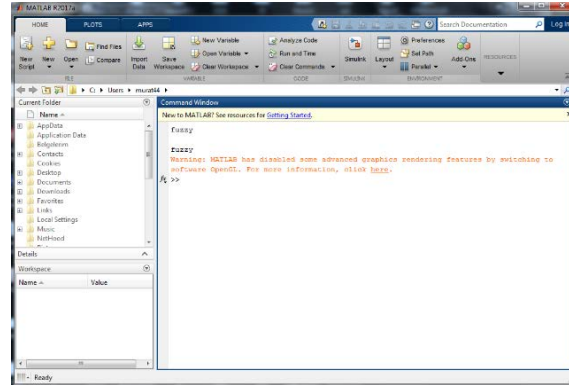 MATLAB R2017a
HOME PLOTS APPS
Search Documentation Log In
New Script New Open Find Files Compare Import Data Save Workspace New Variable Open Variable Clear Workspace Analyze Code Run and Time Clear Commands Simulink Layout Preferences Set Path Parallel Add-Ons RESOURCES
FILE VARIABLE CODE SIMULINK ENVIRONMENT
C: Users murat64
Current Folder
Name
AppData
Application Data
Belgelerim
Contacts
Cookies
Desktop
Documents
Downloads
Favorites
Links
Local Settings
Music
NetHood
Details
Workspace
Name Value
Command Window
New to MATLAB? See resources for Getting Started.
fuzzy
fuzzy
Warning: MATLAB has disabled some advanced graphics rendering features by switching to
software OpenGL. For more information, click here.
fx >>
Ready